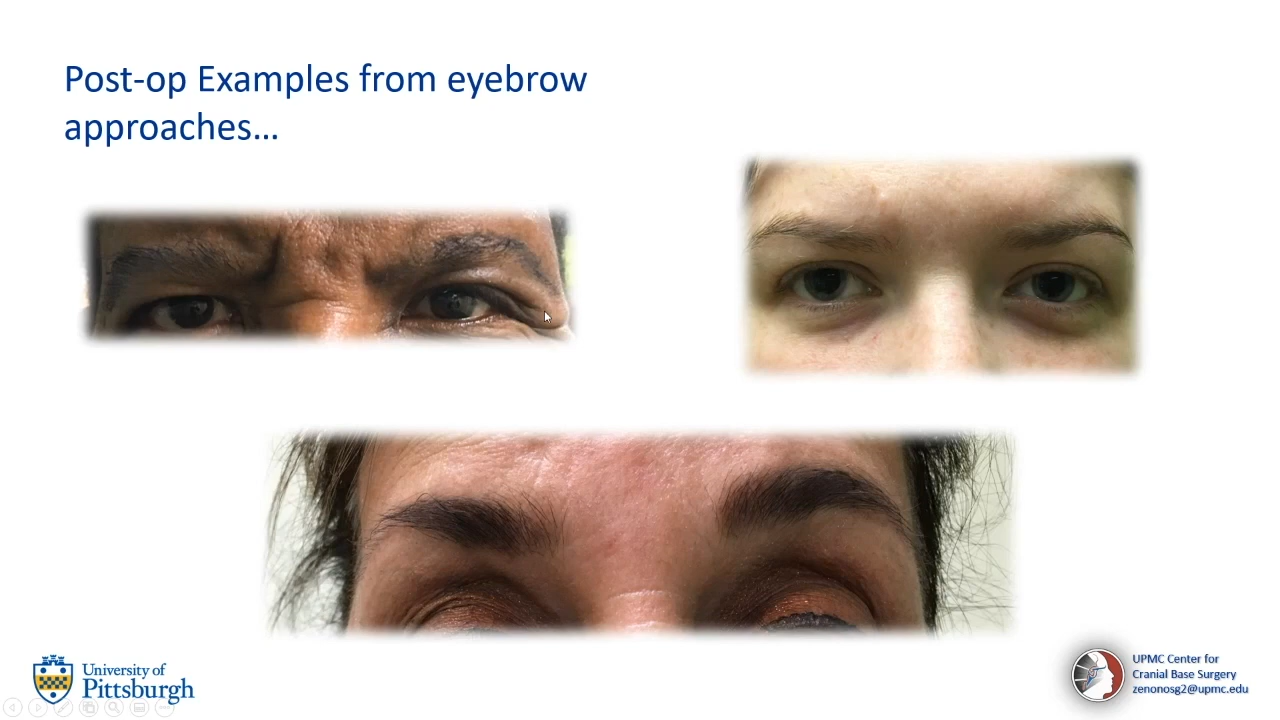 Post-op Examples from eyebrow
approaches...
University of
Pittsburgh
UPMC Center for
Cranial Base Surgery
zenonosg2@upmc.edu